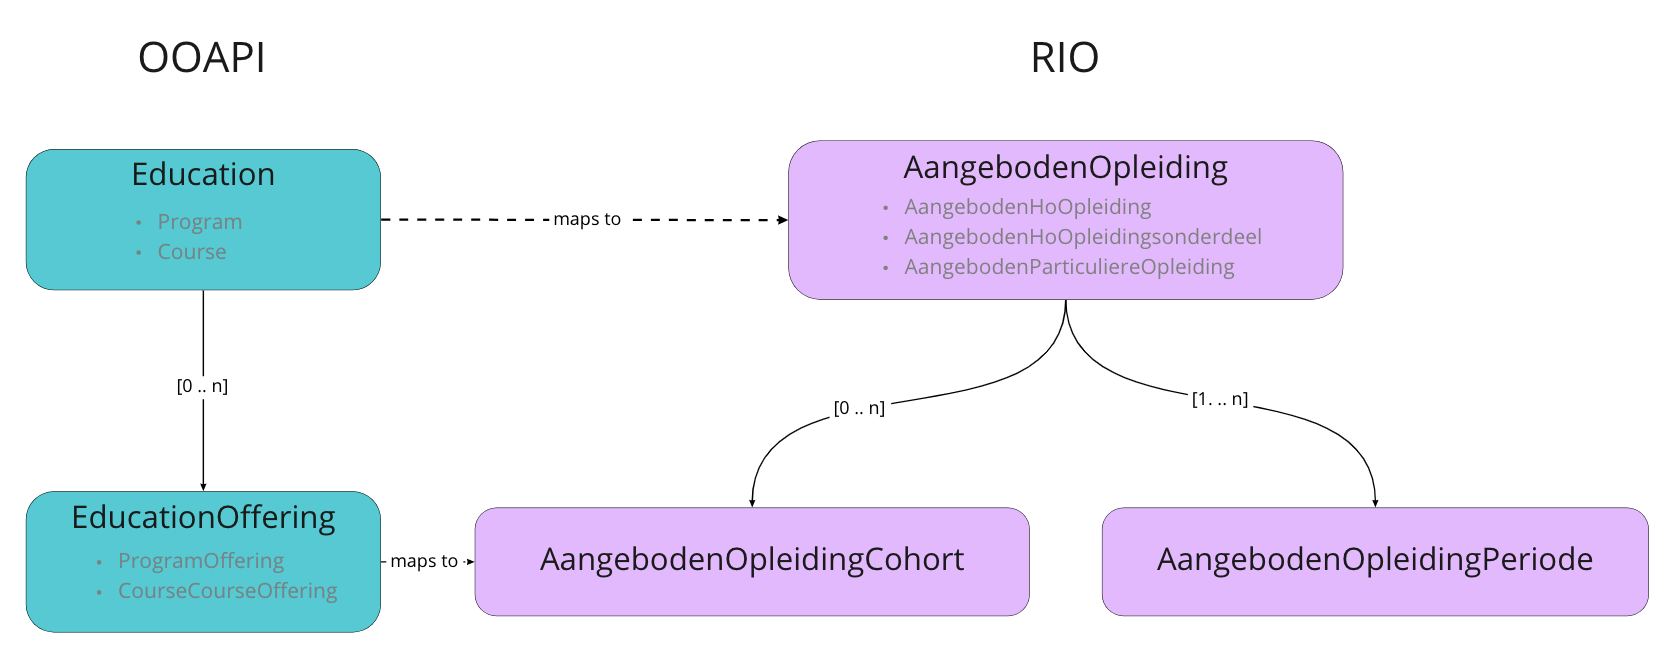 OOAPI
RIO
Education
• Program
• Course
maps to
AangebodenOpleiding
• AangebodenHoOpleiding
• AangebodenHoOpleidingsonderdeel
• AangebodenParticuliereOpleiding
[0 .. n]
[0 .. n]
[1. .. n]
EducationOffering
• ProgramOffering
• CourseCourseOffering
maps to
AangebodenOpleidingCohort
AangebodenOpleidingPeriode